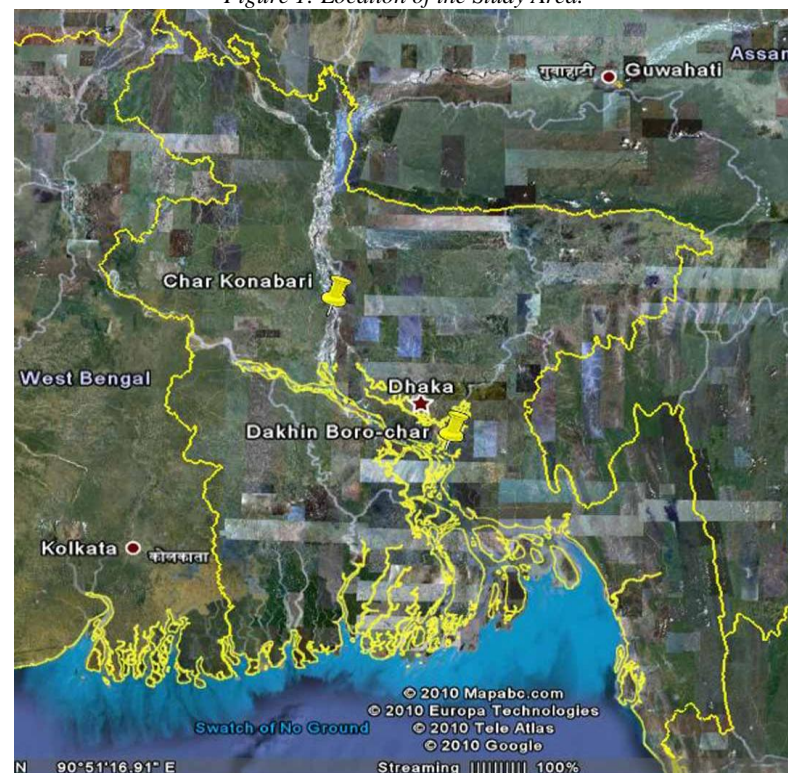 Figure 1: Location of the Study Area.
गुवाहाटी Guwahati
Assam
Char Konabari
West Bengal
Dhaka
Dakhin Boro-char
Kolkata কোলকাতা
© 2010 Mapabc.com
© 2010 Europa Technologies
Swatch of No Ground
© 2010 Tele Atlas
© 2010 Google
N 90°51'16.91" E Streaming |||||||||| 100%